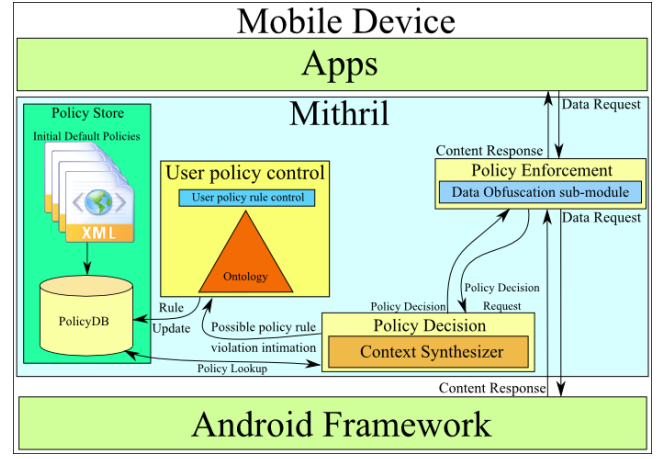 Mobile Device
Apps
Mithril
Data Request
Content Response
Policy Store
Initial Default Policies
XML
PolicyDB
User policy control
User policy rule control
Ontology
Policy Enforcement
Data Obfuscation sub-module
Data Request
Rule
Update
Possible policy rule
violation intimation
Policy Lookup
Policy Decision
Policy Decision
Request
Policy Decision
Context Synthesizer
Content Response
Android Framework